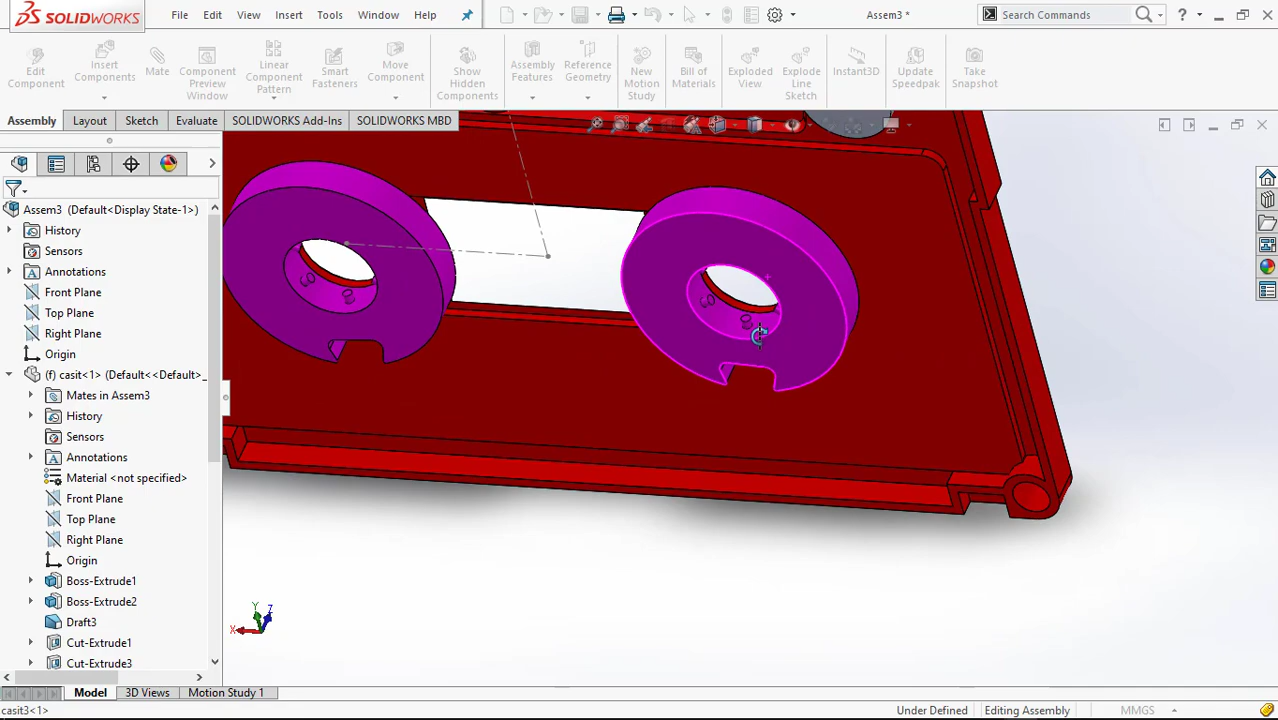 SOLIDWORKS
File
Edit
View
Insert
Tools
Window
Help
Assem3 *
Search Commands
?
Edit Component
Insert Components
Mate
Component Preview Window
Linear Component Pattern
Smart Fasteners
Move Component
Show Hidden Components
Assembly Features
Reference Geometry
New Motion Study
Bill of Materials
Exploded View
Explode Line Sketch
Instant3D
Update Speedpak
Take Snapshot
Assembly
Layout
Sketch
Evaluate
SOLIDWORKS Add-Ins
SOLIDWORKS MBD
Assem3 (Default<Display State-1>)
History
Sensors
Annotations
Front Plane
Top Plane
Right Plane
Origin
(f) casit<1> (Default<<Default>_
Mates in Assem3
History
Sensors
Annotations
Material <not specified>
Front Plane
Top Plane
Right Plane
Origin
Boss-Extrude1
Boss-Extrude2
Draft3
Cut-Extrude1
Cut-Extrude3
Y
Z
X
Model
3D Views
Motion Study 1
casit3<1>
Under Defined
Editing Assembly
MMGS